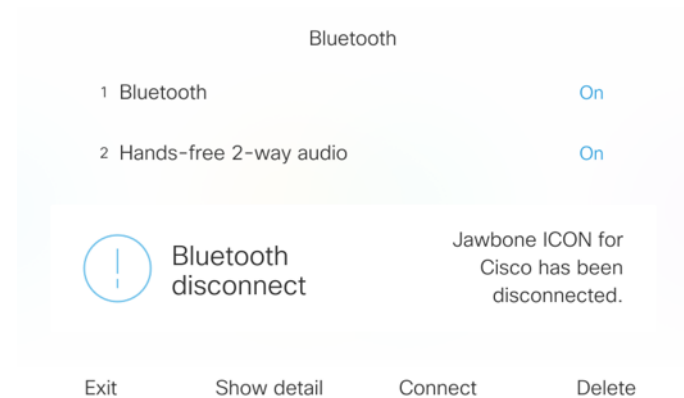 Bluetooth
1 Bluetooth On
2 Hands-free 2-way audio On
Bluetooth
disconnect
Jawbone ICON for
Cisco has been
disconnected.
Exit Show detail Connect Delete